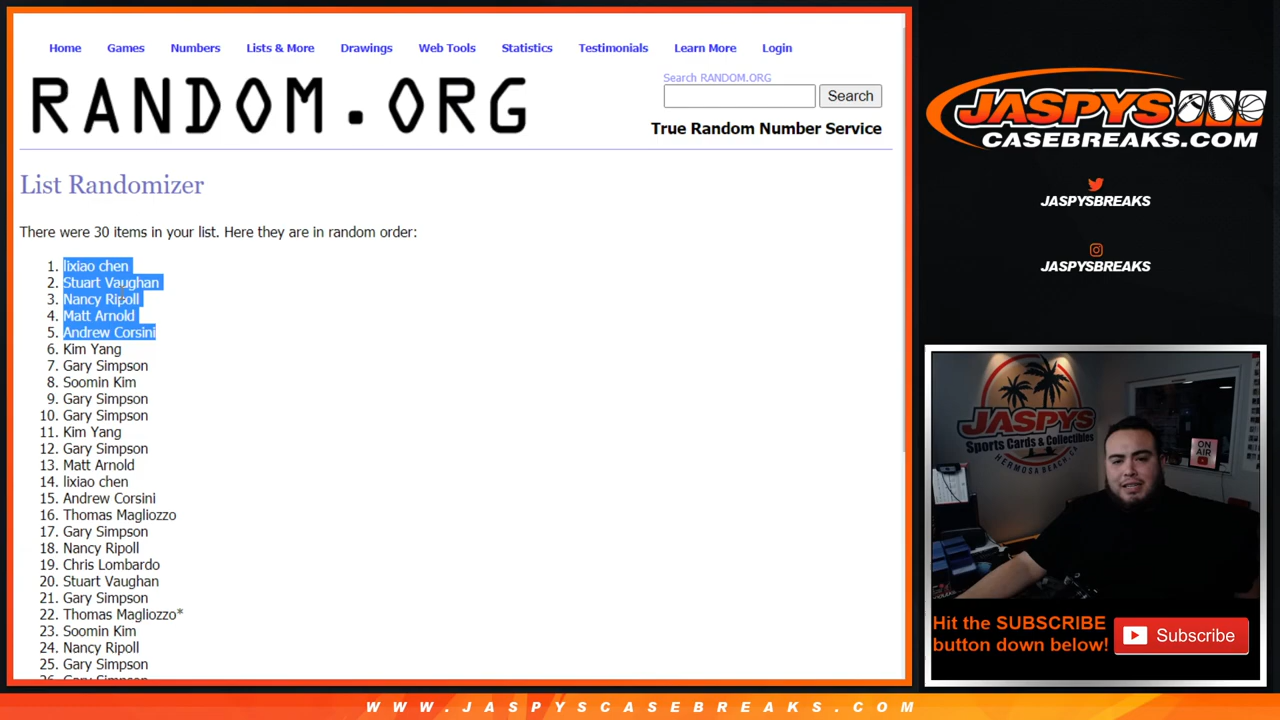 Home Games Numbers Lists & More Drawings Web Tools Statistics Testimonials Learn More Login
RANDOM.ORG
Search RANDOM.ORG
Search
True Random Number Service
List Randomizer
There were 30 items in your list. Here they are in random order:
1. lixiao chen
2. Stuart Vaughan
3. Nancy Ripoll
4. Matt Arnold
5. Andrew Corsini
6. Kim Yang
7. Gary Simpson
8. Soomin Kim
9. Gary Simpson
10. Gary Simpson
11. Kim Yang
12. Gary Simpson
13. Matt Arnold
14. lixiao chen
15. Andrew Corsini
16. Thomas Magliozzo
17. Gary Simpson
18. Nancy Ripoll
19. Chris Lombardo
20. Stuart Vaughan
21. Gary Simpson
22. Thomas Magliozzo*
23. Soomin Kim
24. Nancy Ripoll
25. Gary Simpson
26. Gary Simpson
JASPYS
CASEBREAKS.COM
JASPYSBREAKS
JASPYSBREAKS
JASPYS
Sports Cards & Collectibles
HERMOSA BEACH, CA
ON
AIR
Hit the SUBSCRIBE
button down below!
Subscribe
WWW.JASPYSCASEBREAKS.COM